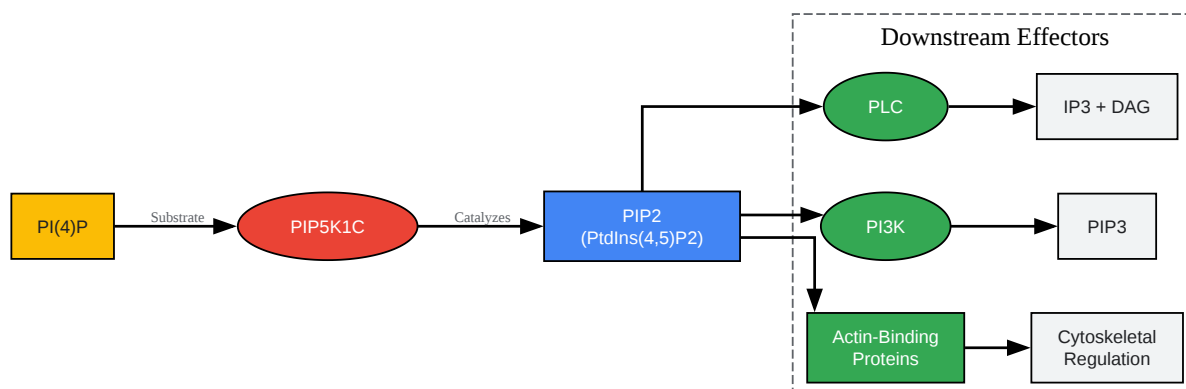 Downstream Effectors
PLC
IP3 + DAG
PI(4)P
Substrate
PIP5K1C
Catalyzes
PIP2
(PtdIns(4,5)P2)
PI3K
PIP3
Actin-Binding
Proteins
Cytoskeletal
Regulation